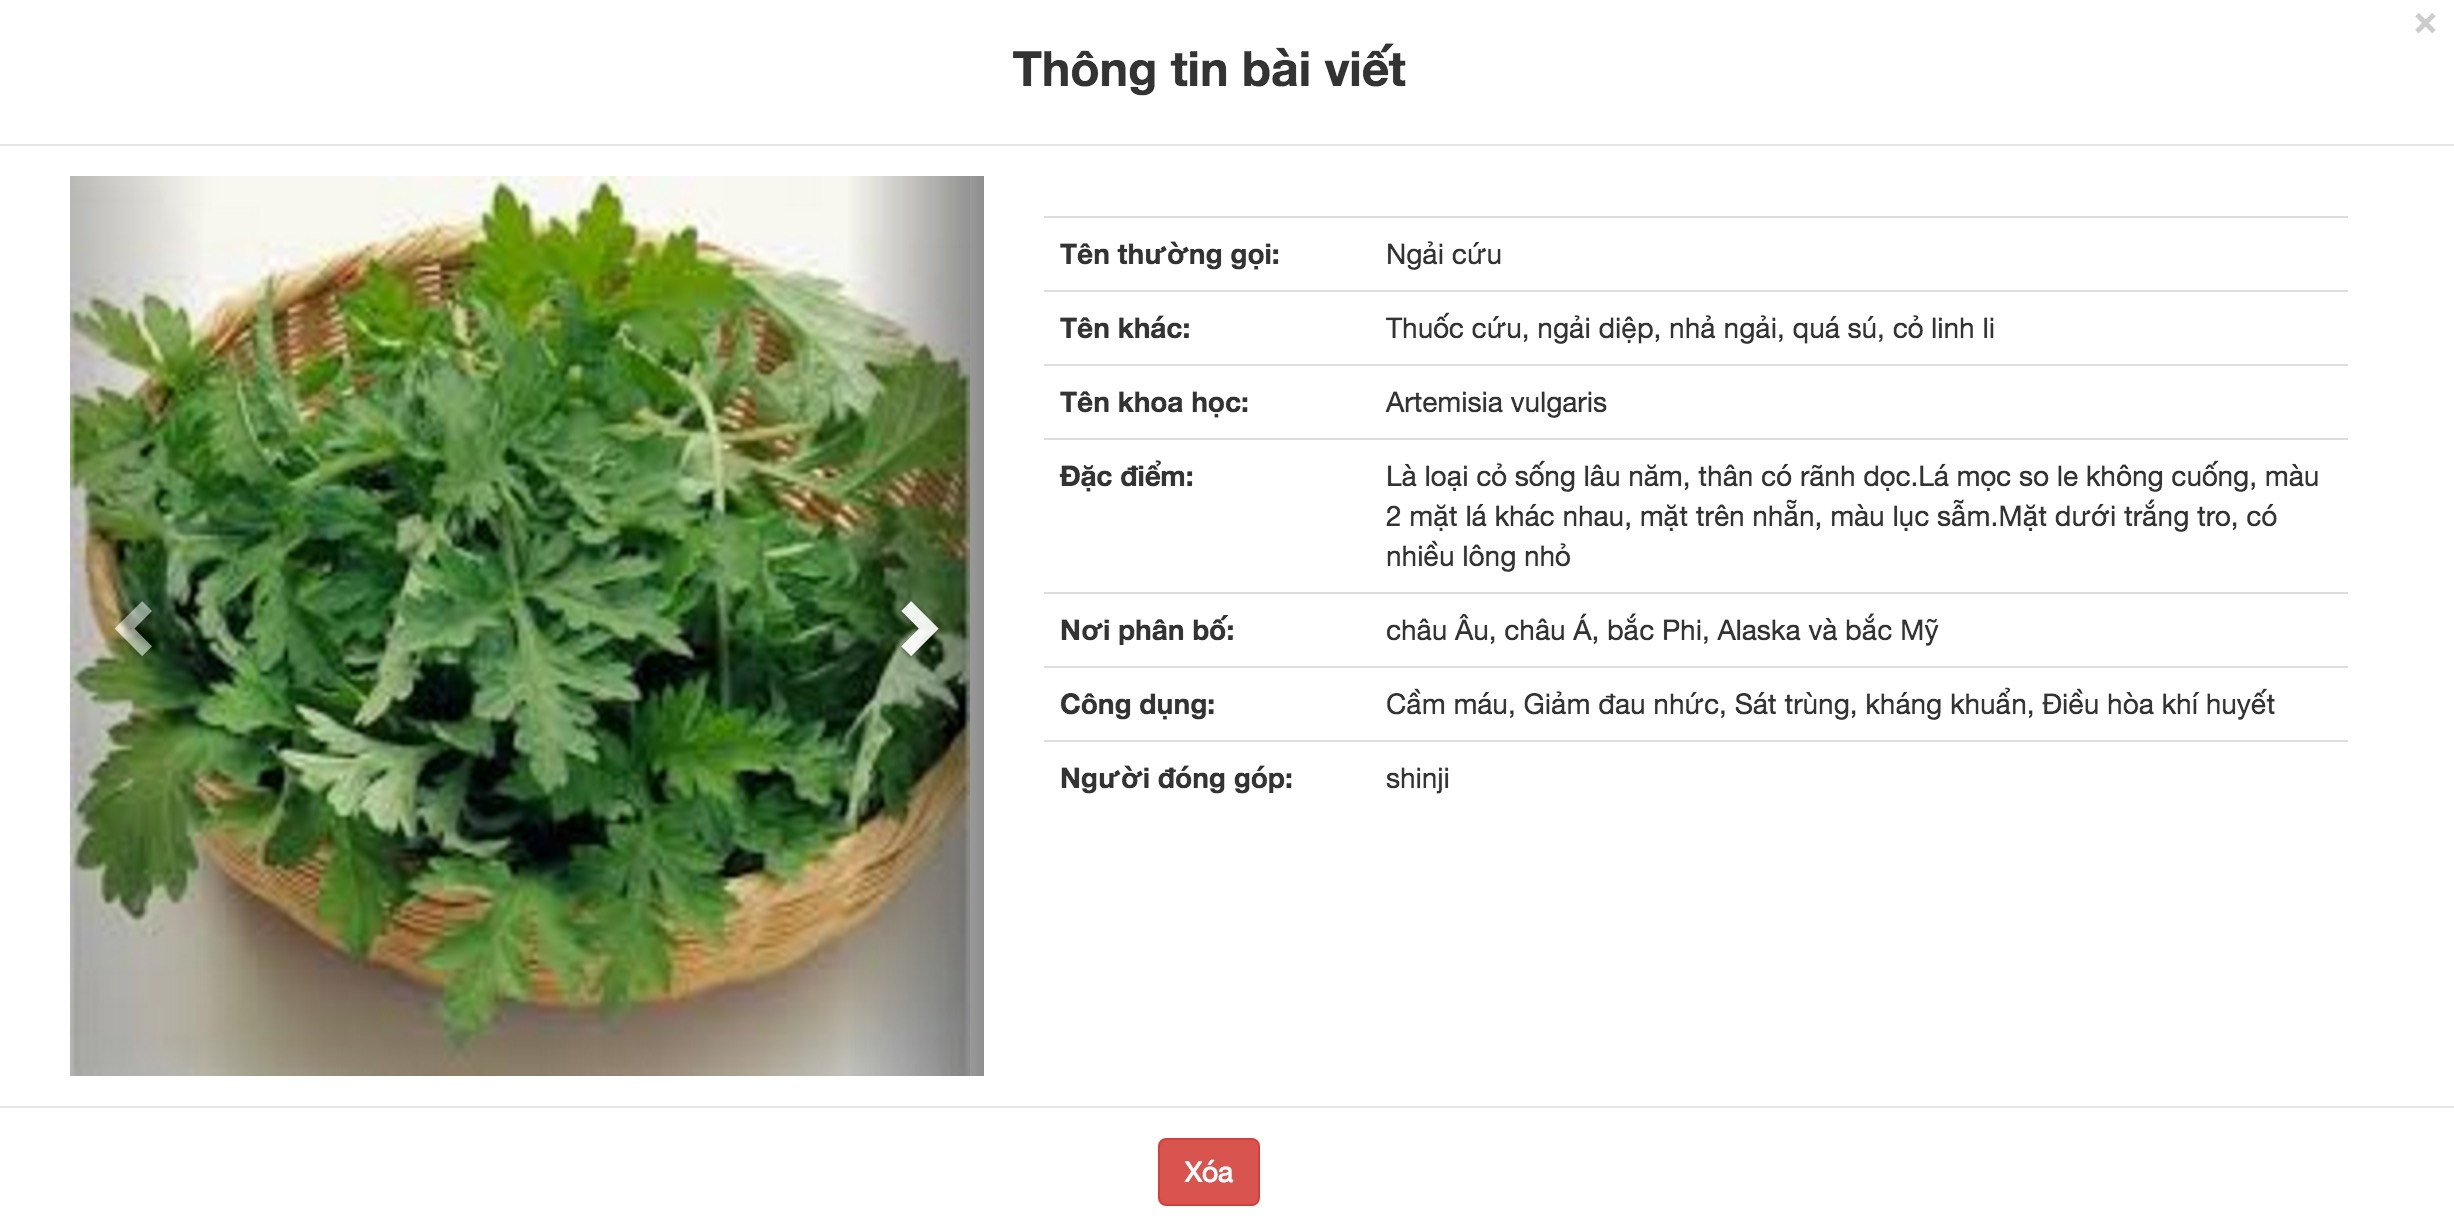 ×
Thông tin bài viết
Tên thường gọi: Ngải cứu
Tên khác: Thuốc cứu, ngải diệp, nhả ngải, quá sú, cỏ linh li
Tên khoa học: Artemisia vulgaris
Đặc điểm: Là loại cỏ sống lâu năm, thân có rãnh dọc.Lá mọc so le không cuống, màu
2 mặt lá khác nhau, mặt trên nhẵn, màu lục sẫm.Mặt dưới trắng tro, có
nhiều lông nhỏ
Nơi phân bố: châu Âu, châu Á, bắc Phi, Alaska và bắc Mỹ
Công dụng: Cầm máu, Giảm đau nhức, Sát trùng, kháng khuẩn, Điều hòa khí huyết
Người đóng góp: shinji
Xóa